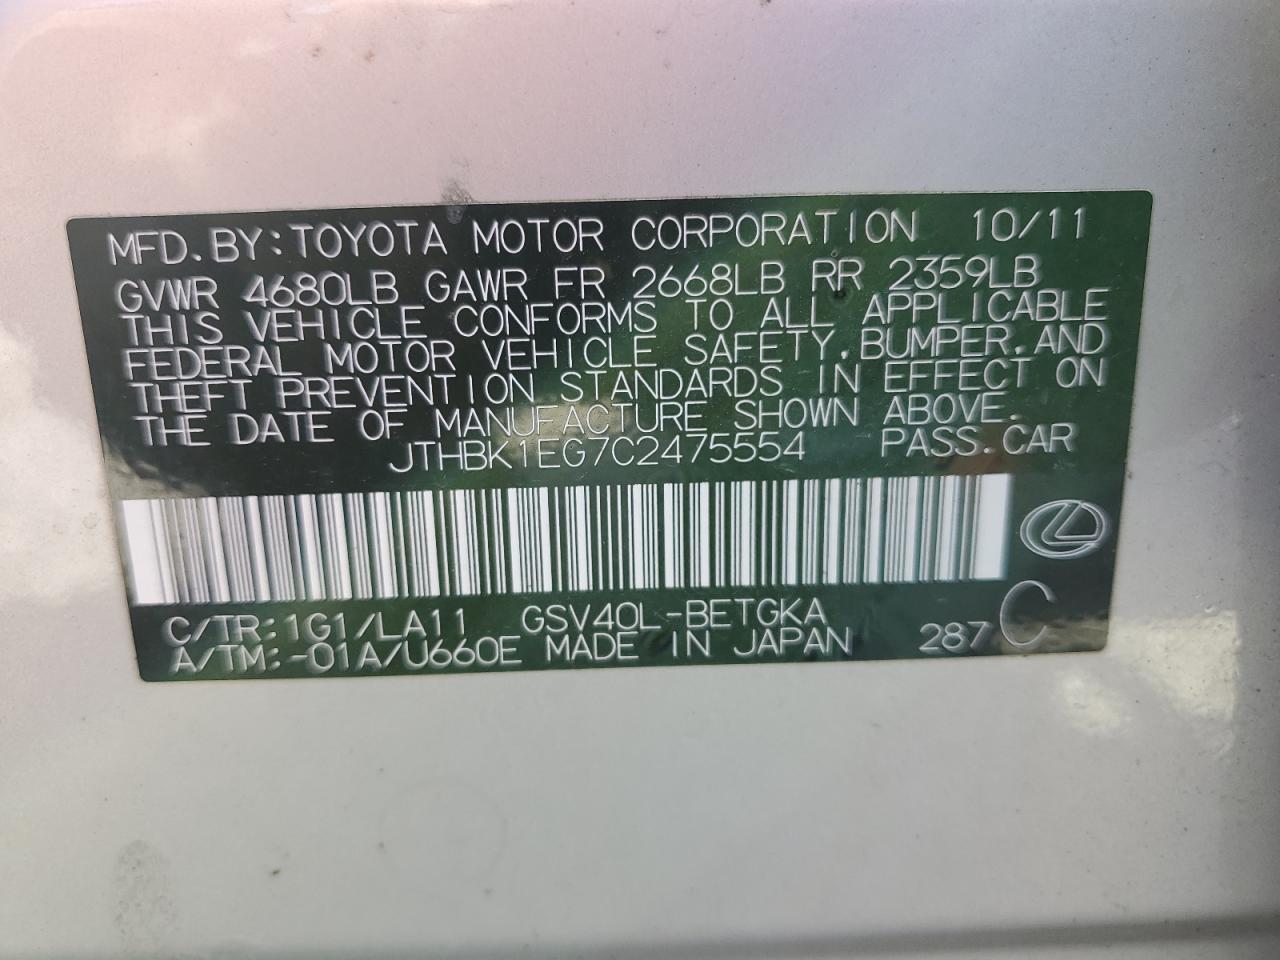 MFD. BY: TOYOTA MOTOR CORPORATION 10/11
GVWR 4680LB GAWR FR 2668LB RR 2359LB
THIS VEHICLE CONFORMS TO ALL APPLICABLE
FEDERAL MOTOR VEHICLE SAFETY, BUMPER, AND
THEFT PREVENTION STANDARDS IN EFFECT ON
THE DATE OF MANUFACTURE SHOWN ABOVE.
JTHBK1EG7C2475554 PASS. CAR
C/TR: 1G1/LA11 GSV40L-BETGKA
A/TM: -01A/U660E MADE IN JAPAN 287 C